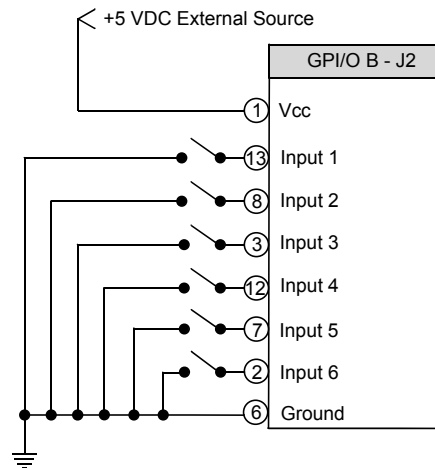 +5 VDC External Source
GPI/O B - J2
1 Vcc
13 Input 1
8 Input 2
3 Input 3
12 Input 4
7 Input 5
2 Input 6
6 Ground